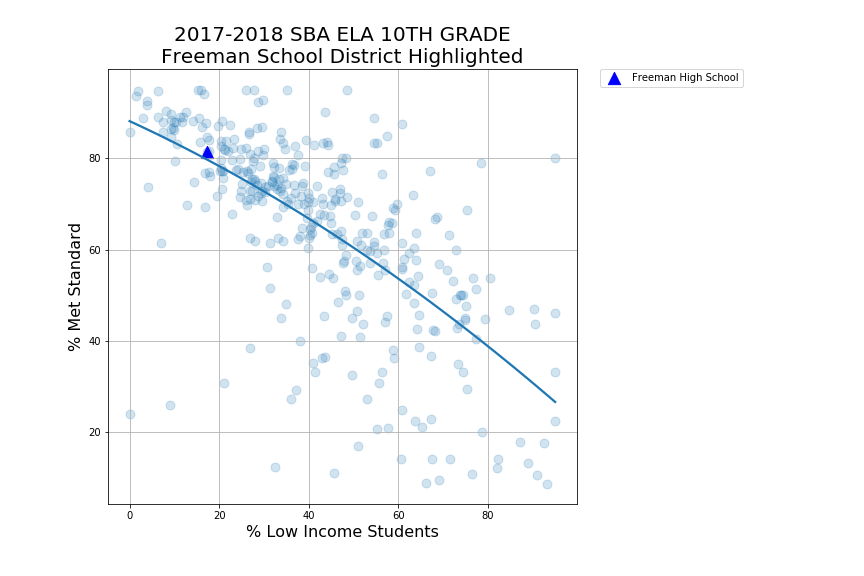 2017-2018 SBA ELA 10TH GRADE
Freeman School District Highlighted
Freeman High School
% Met Standard
80
60
40
20
0
20
40
60
80
% Low Income Students